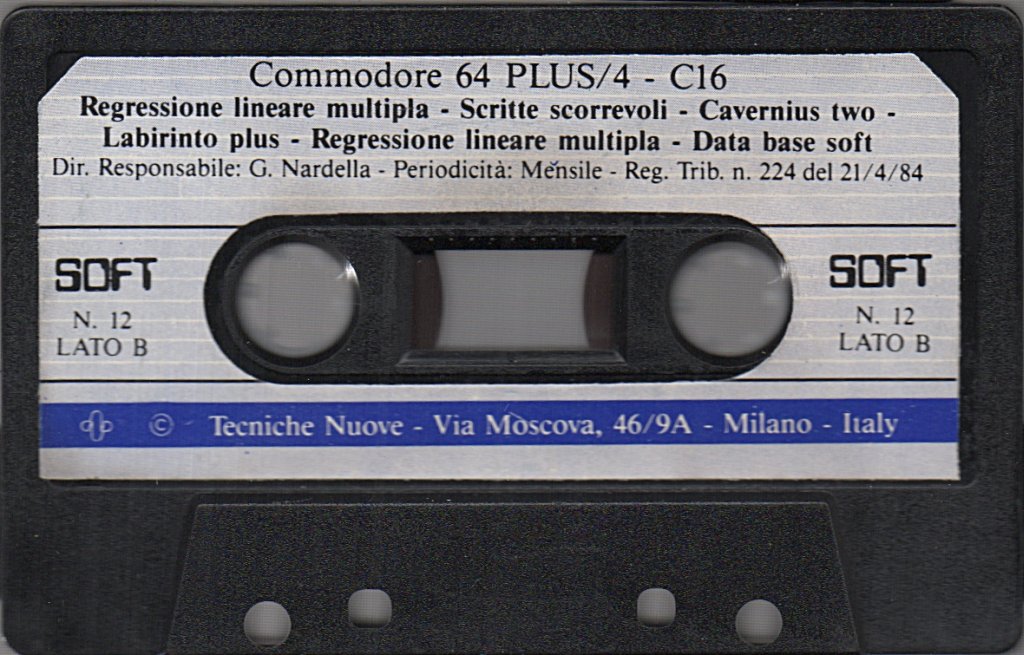 Commodore 64 PLUS/4 - C16
Regressione lineare multipla - Scritte scorrevoli - Cavernius two -
Labirinto plus - Regressione lineare multipla - Data base soft
Dir. Responsabile: G. Nardella - Periodicità: Mensile - Reg. Trib. n. 224 del 21/4/84
SOFT
N. 12
LATO B
SOFT
N. 12
LATO B
© Tecniche Nuove - Via Moscova, 46/9A - Milano - Italy